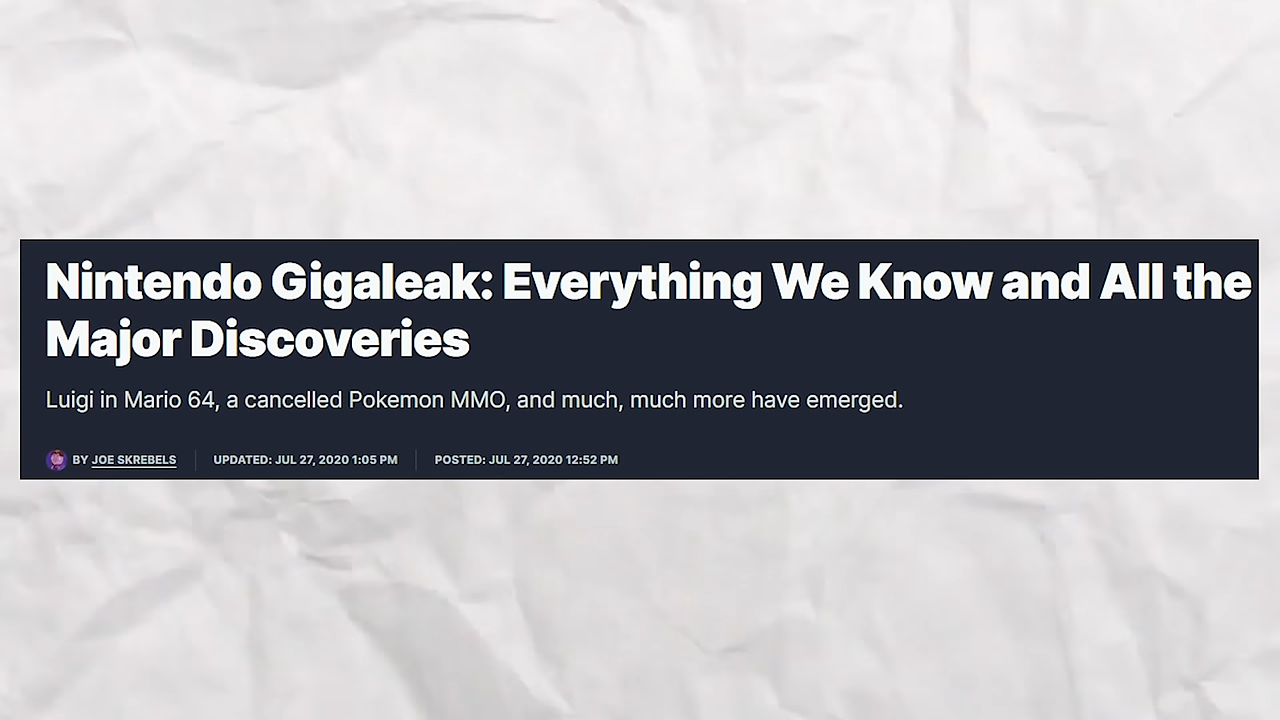 Nintendo Gigaleak: Everything We Know and All the
Major Discoveries
Luigi in Mario 64, a cancelled Pokemon MMO, and much, much more have emerged.
BY JOE SKREBELS UPDATED: JUL 27, 2020 1:05 PM POSTED: JUL 27, 2020 12:52 PM